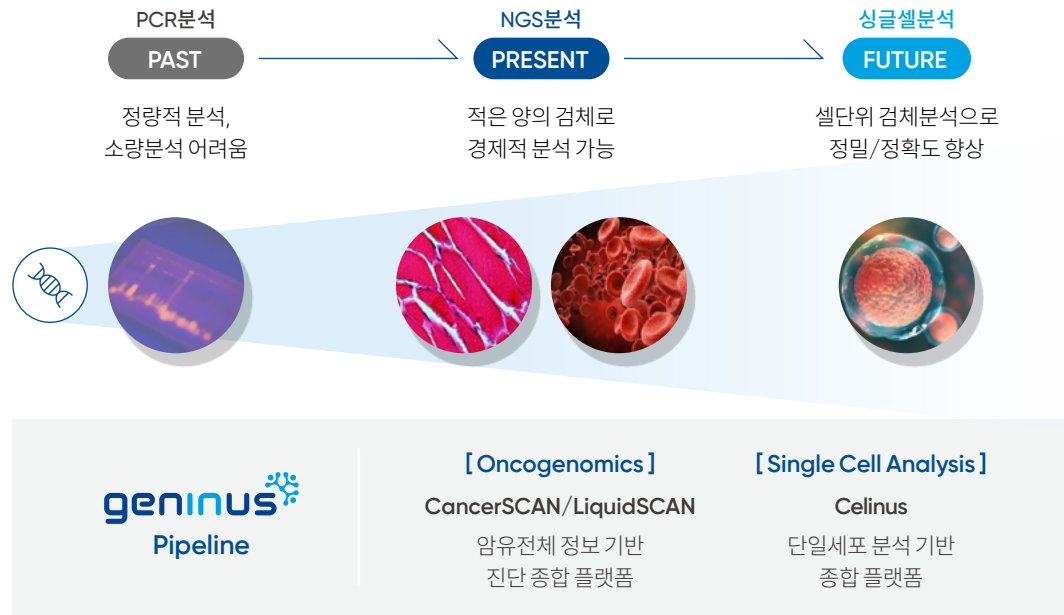 PCR분석
PAST
정량적 분석,
소량분석 어려움
NGS분석
PRESENT
적은 양의 검체로
경제적 분석 가능
싱글셀분석
FUTURE
셀단위 검체분석으로
정밀/정확도 향상
geninus
Pipeline
[ Oncogenomics ]
CancerSCAN/LiquidSCAN
암유전체 정보 기반
진단 종합 플랫폼
[ Single Cell Analysis ]
Celinus
단일세포 분석 기반
종합 플랫폼